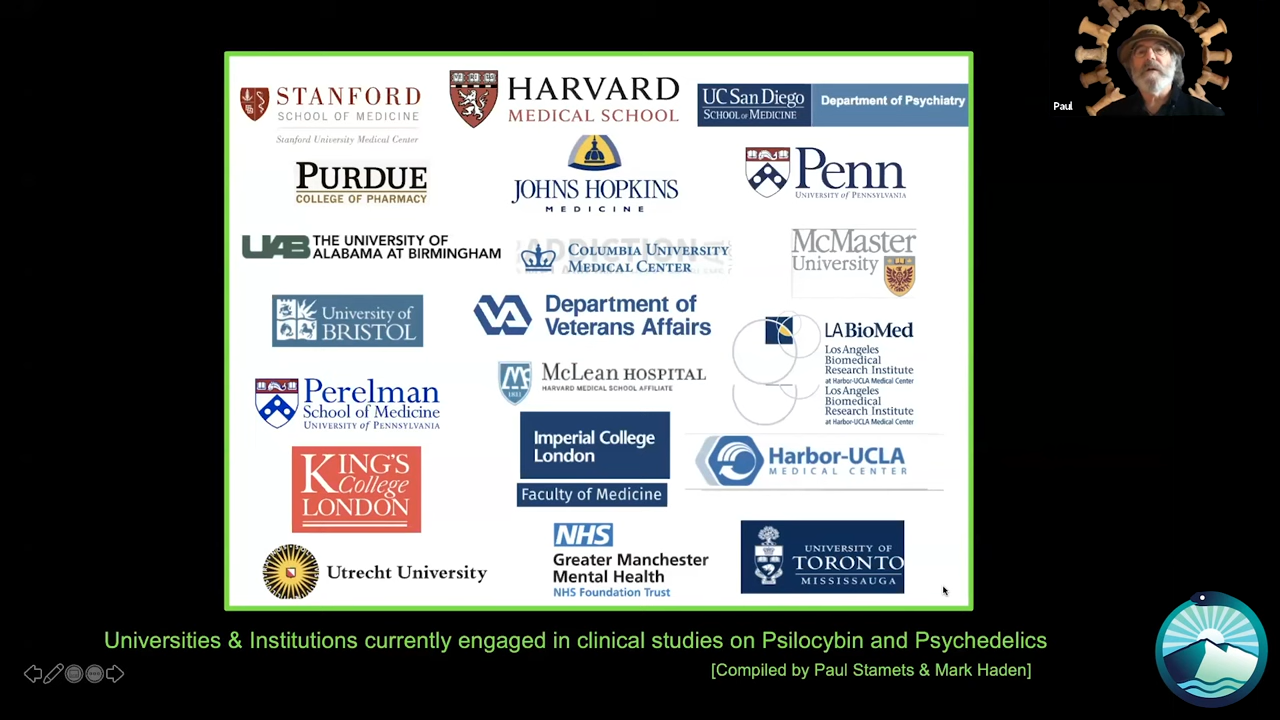 Paul
STANFORD
SCHOOL OF MEDICINE
Stanford University Medical Center
HARVARD
MEDICAL SCHOOL
UC San Diego
SCHOOL OF MEDICINE
Department of Psychiatry
PURDUE
COLLEGE OF PHARMACY
JOHNS HOPKINS
MEDICINE
Penn
UNIVERSITY OF PENNSYLVANIA
UAB THE UNIVERSITY OF
ALABAMA AT BIRMINGHAM
ADDICTION
COLUMBIA UNIVERSITY
MEDICAL CENTER
McMaster
University
University of
BRISTOL
VA
Department of
Veterans Affairs
LA BioMed
Los Angeles
Biomedical
Research Institute
at Harbor-UCLA Medical Center
Los Angeles
Biomedical
Research Institute
at Harbor-UCLA Medical Center
Perelman
School of Medicine
UNIVERSITY OF PENNSYLVANIA
McLEAN HOSPITAL
HARVARD MEDICAL SCHOOL AFFILIATE
1811
KING'S
College
LONDON
Imperial College
London
Faculty of Medicine
Harbor-UCLA
MEDICAL CENTER
Utrecht University
NHS
Greater Manchester
Mental Health
NHS Foundation Trust
UNIVERSITY OF
TORONTO
MISSISSAUGA
Universities & Institutions currently engaged in clinical studies on Psilocybin and Psychedelics
[Compiled by Paul Stamets & Mark Haden]